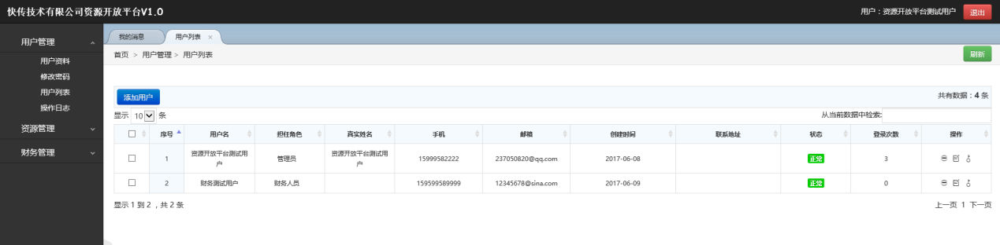 快传技术有限公司资源开放平台V1.0
用户：资源开放平台测试用户 退出
用户管理
用户资料
修改密码
用户列表
操作日志
资源管理
财务管理
我的消息 用户列表 ×
首页 > 用户管理 > 用户列表 刷新
添加用户 共有数据：4 条
显示 10 条 从当前数据中检索:
序号 用户名 担任角色 真实姓名 手机 邮箱 创建时间 联系地址 状态 登录次数 操作
1 资源开放平台测试用户 管理员 资源开放平台测试用户 15999582222 237050820@qq.com 2017-06-08 正常 3
2 财务测试用户 财务人员 159599589999 12345678@sina.com 2017-06-09 正常 0
显示 1 到 2 ，共 2 条 上一页 1 下一页